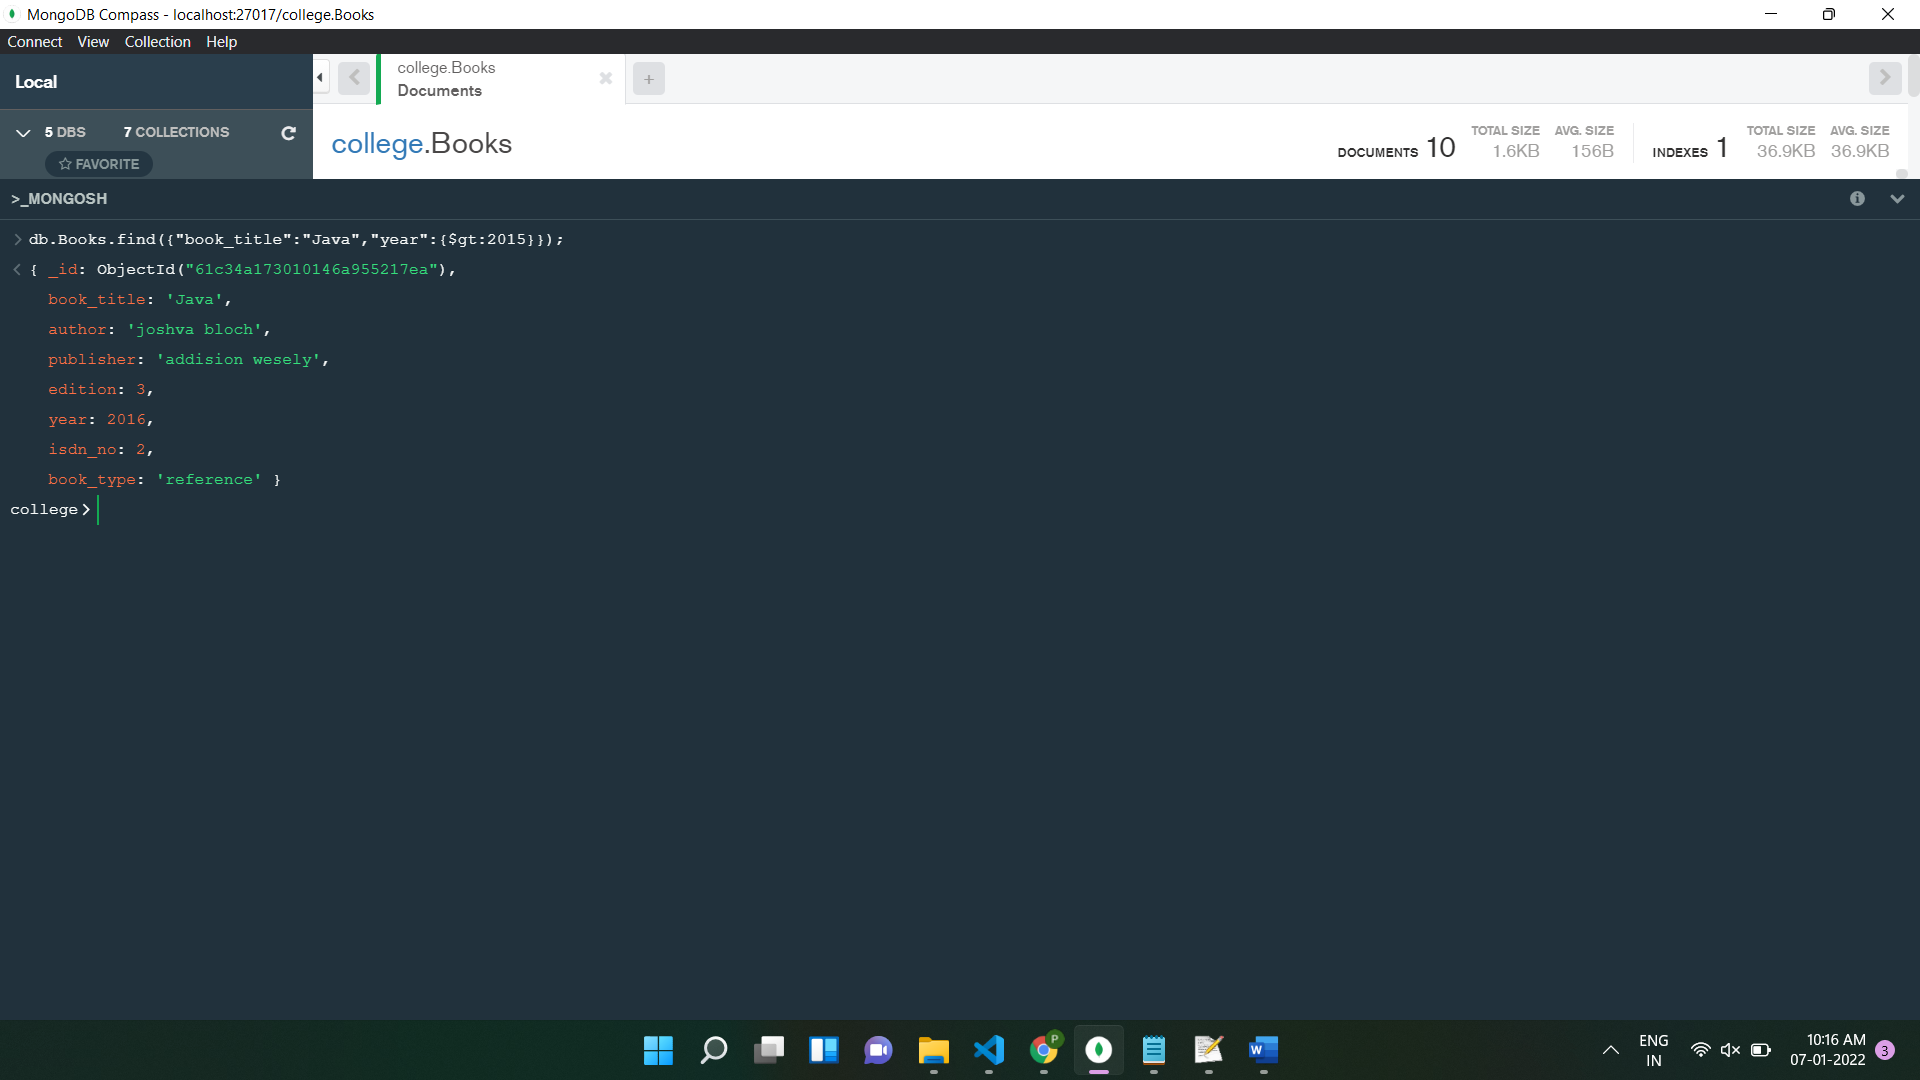 MongoDB Compass - localhost:27017/college.Books
Connect View Collection Help
Local
college.Books
Documents
5 DBS 7 COLLECTIONS
FAVORITE
college.Books
DOCUMENTS 10
TOTAL SIZE AVG. SIZE
1.6KB 156B
INDEXES 1
TOTAL SIZE AVG. SIZE
36.9KB 36.9KB
>_MONGOSH
> db.Books.find({"book_title":"Java","year":{$gt:2015}});
< { _id: ObjectId("61c34a173010146a955217ea"),
book_title: 'Java',
author: 'joshva bloch',
publisher: 'addision wesely',
edition: 3,
year: 2016,
isdn_no: 2,
book_type: 'reference' }
college>
P
W
ENG
IN
10:16 AM
07-01-2022
3